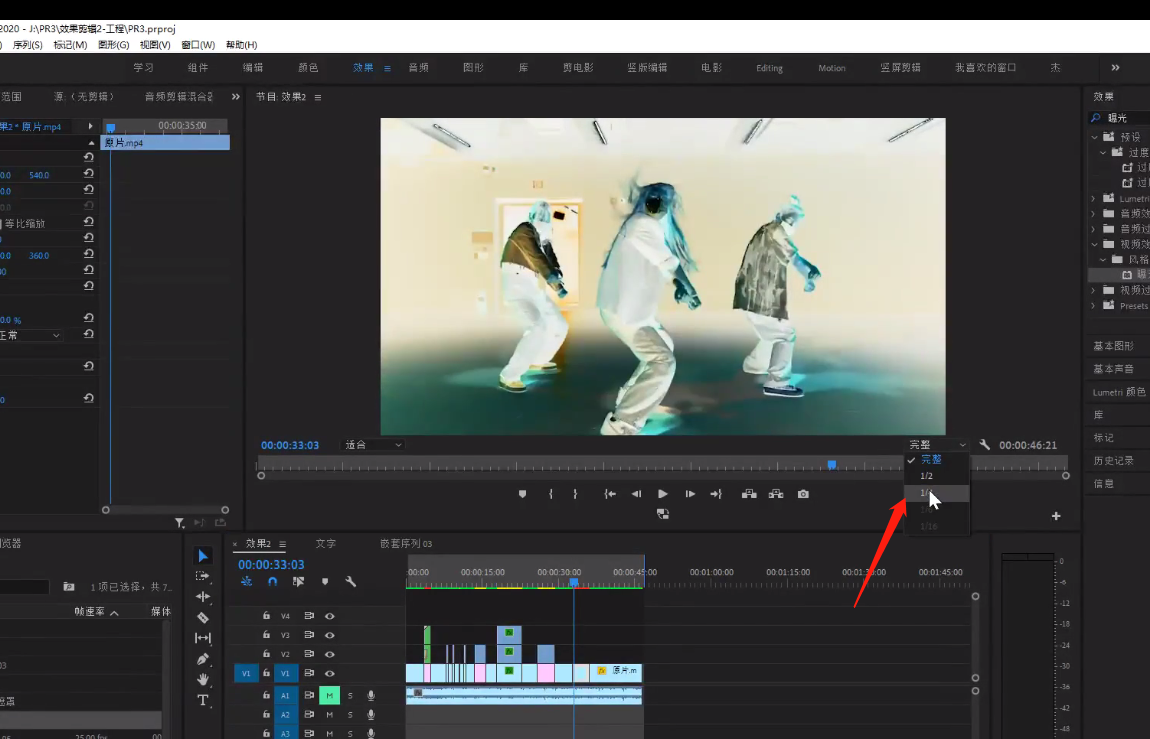 2020 - J:\PR3\效果剪辑2-工程\PR3.prproj
序列(S) 标记(M) 图形(G) 视图(V) 窗口(W) 帮助(H)
学习 组件 编辑 颜色 效果 音频 图形 库 剪电影 竖版编辑 电影 Editing Motion 竖屏剪辑 我喜欢的窗口 杰
范围 源:（无剪辑） 音频剪辑混合器
节目: 效果2
效果
果2 * 原片.mp4
00:00:35:00
原片.mp4
0.0 540.0
0.0
0.0
等比缩放
0.0 360.0
00
0.0 %
正常
0
曝光
预设
过度
过
过
Lumetri
音频效
音频过
视频效
风格
曝
视频过
Presets
基本图形
基本声音
Lumetri 颜色
库
标记
历史记录
信息
00:00:33:03 适合 完整 00:00:46:21
完整
1/2
1/4
1/8
1/16
览器
1项已选择，共 7...
帧速率 媒体
03
遮罩
25.00 fps 00
× 效果2 文字 嵌套序列 03
00:00:33:03
:00:00 00:00:15:00 00:00:30:00 00:00:45:00 00:01:00:00 00:01:15:00 00:01:30:00 00:01:45:00
V4
V3
V2
V1 V1
fx 原片.m
A1 M S
A2 M S
A3 M S
0
-6
-12
-18
-24
-30
-36
-42
-48